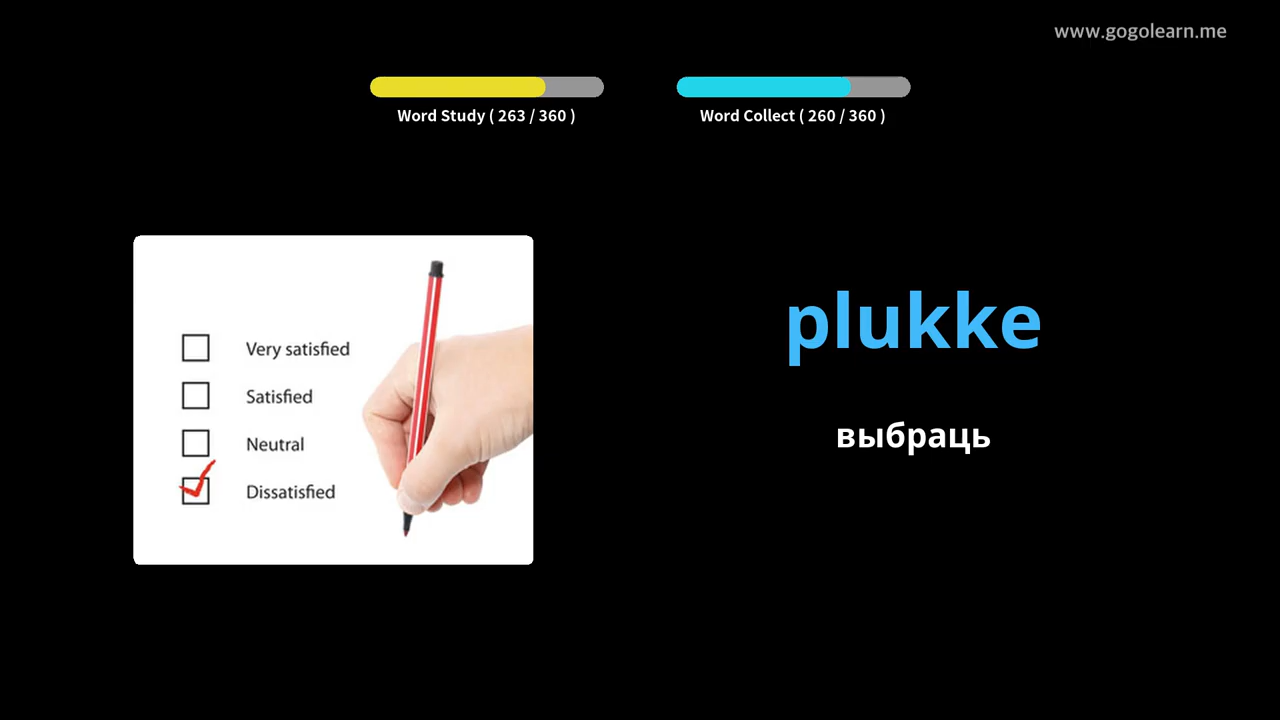 www.gogolearn.me
Word Study ( 263 / 360 )
Word Collect ( 260 / 360 )
Very satisfied
Satisfied
Neutral
Dissatisfied
plukke
выбраць